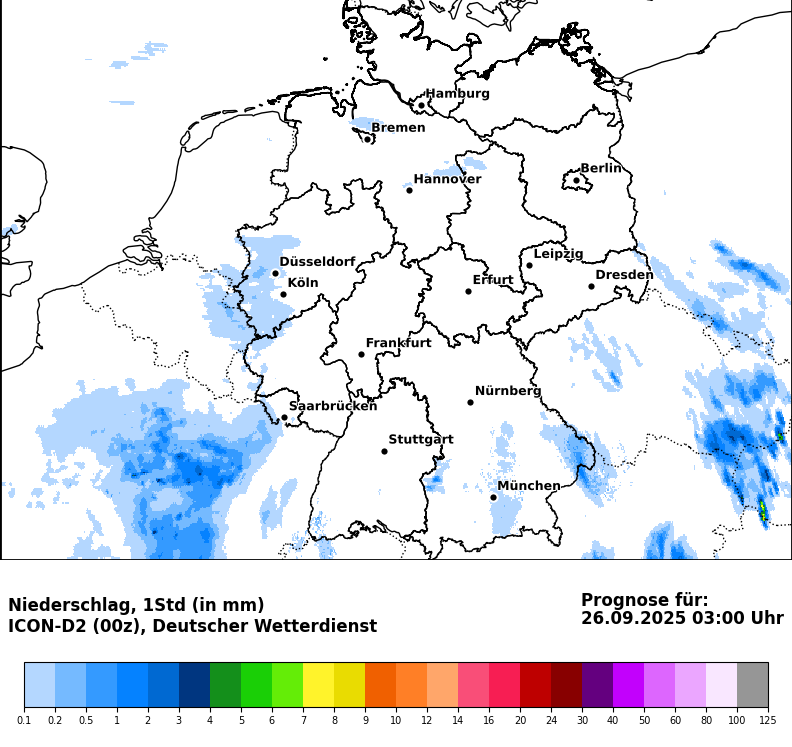 Hamburg
Bremen
Berlin
Hannover
Leipzig
Düsseldorf
Dresden
Köln
Erfurt
Frankfurt
Nürnberg
Saarbrücken
Stuttgart
München
Niederschlag, 1Std (in mm)
ICON-D2 (00z), Deutscher Wetterdienst
Prognose für:
26.09.2025 03:00 Uhr
0.1 0.2 0.5 1 2 3 4 5 6 7 8 9 10 12 14 16 20 24 30 40 50 60 80 100 125